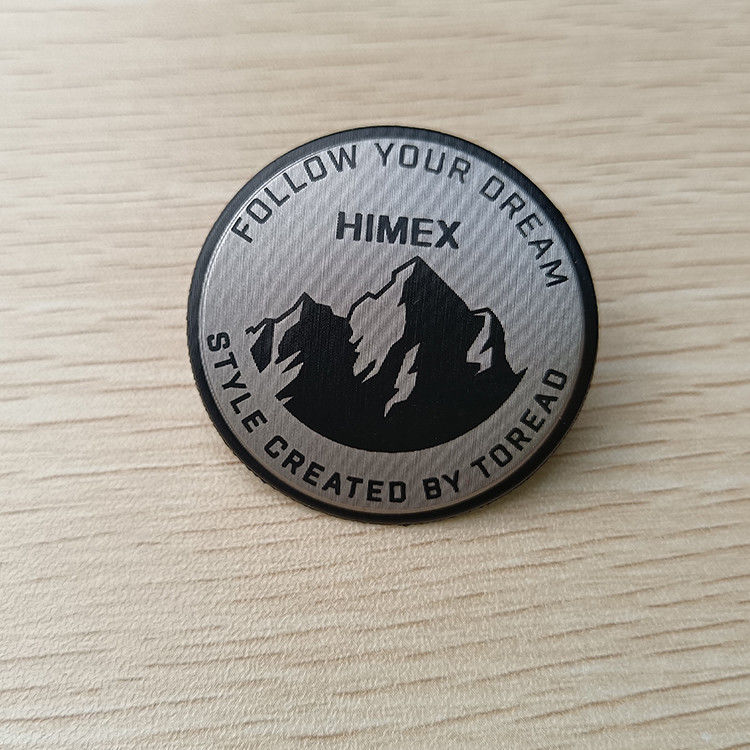 FOLLOW YOUR DREAM
HIMEX
STYLE CREATED BY TOREAD